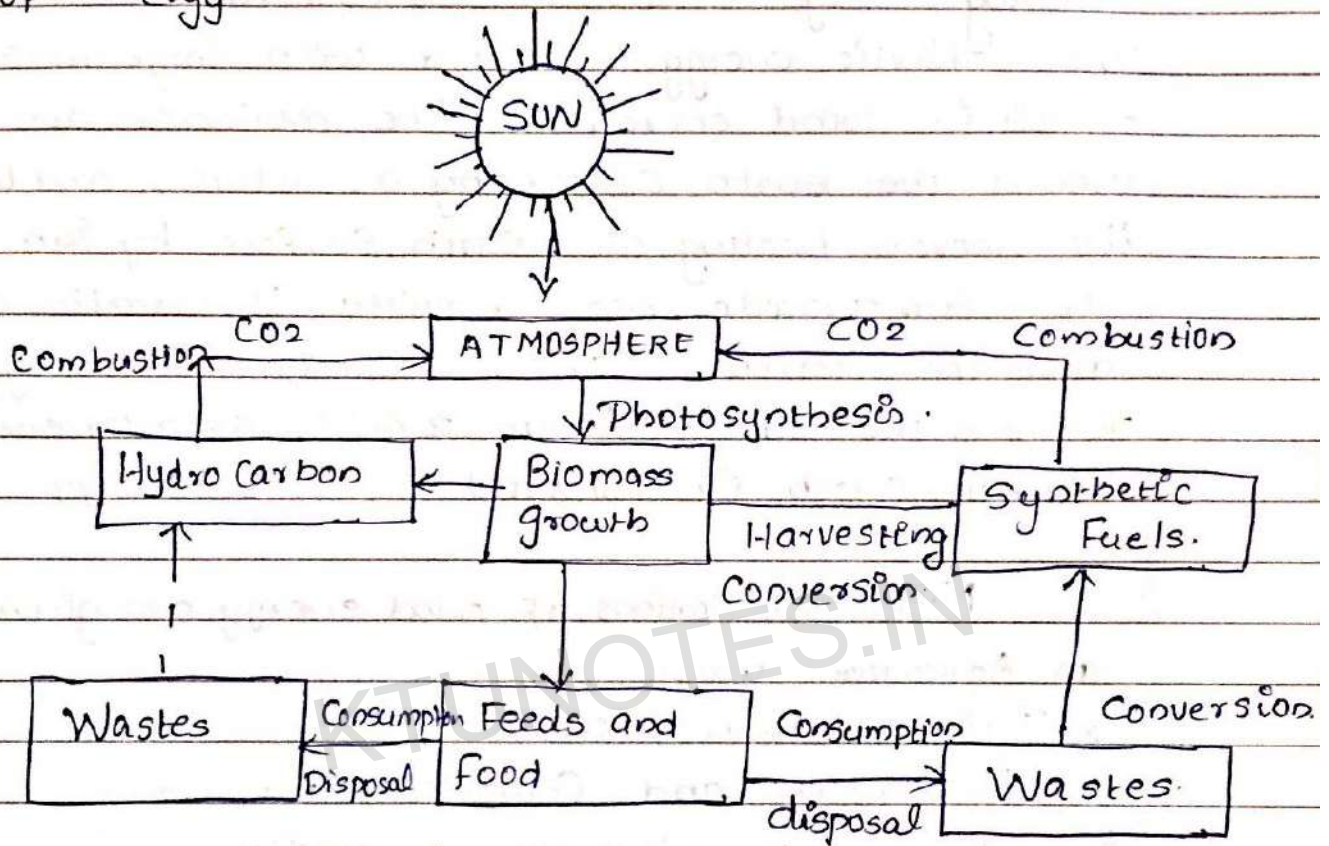 SUN
CO2
ATMOSPHERE
CO2
Combustion
Combustion
Photosynthesis.
Hydro Carbon
Biomass
growth
Synthetic
Fuels.
Harvesting
Conversion.
KTUNOTES.IN
Wastes
Consumption
Disposal
Feeds and
food
Consumption
disposal
Conversion.
Wastes.